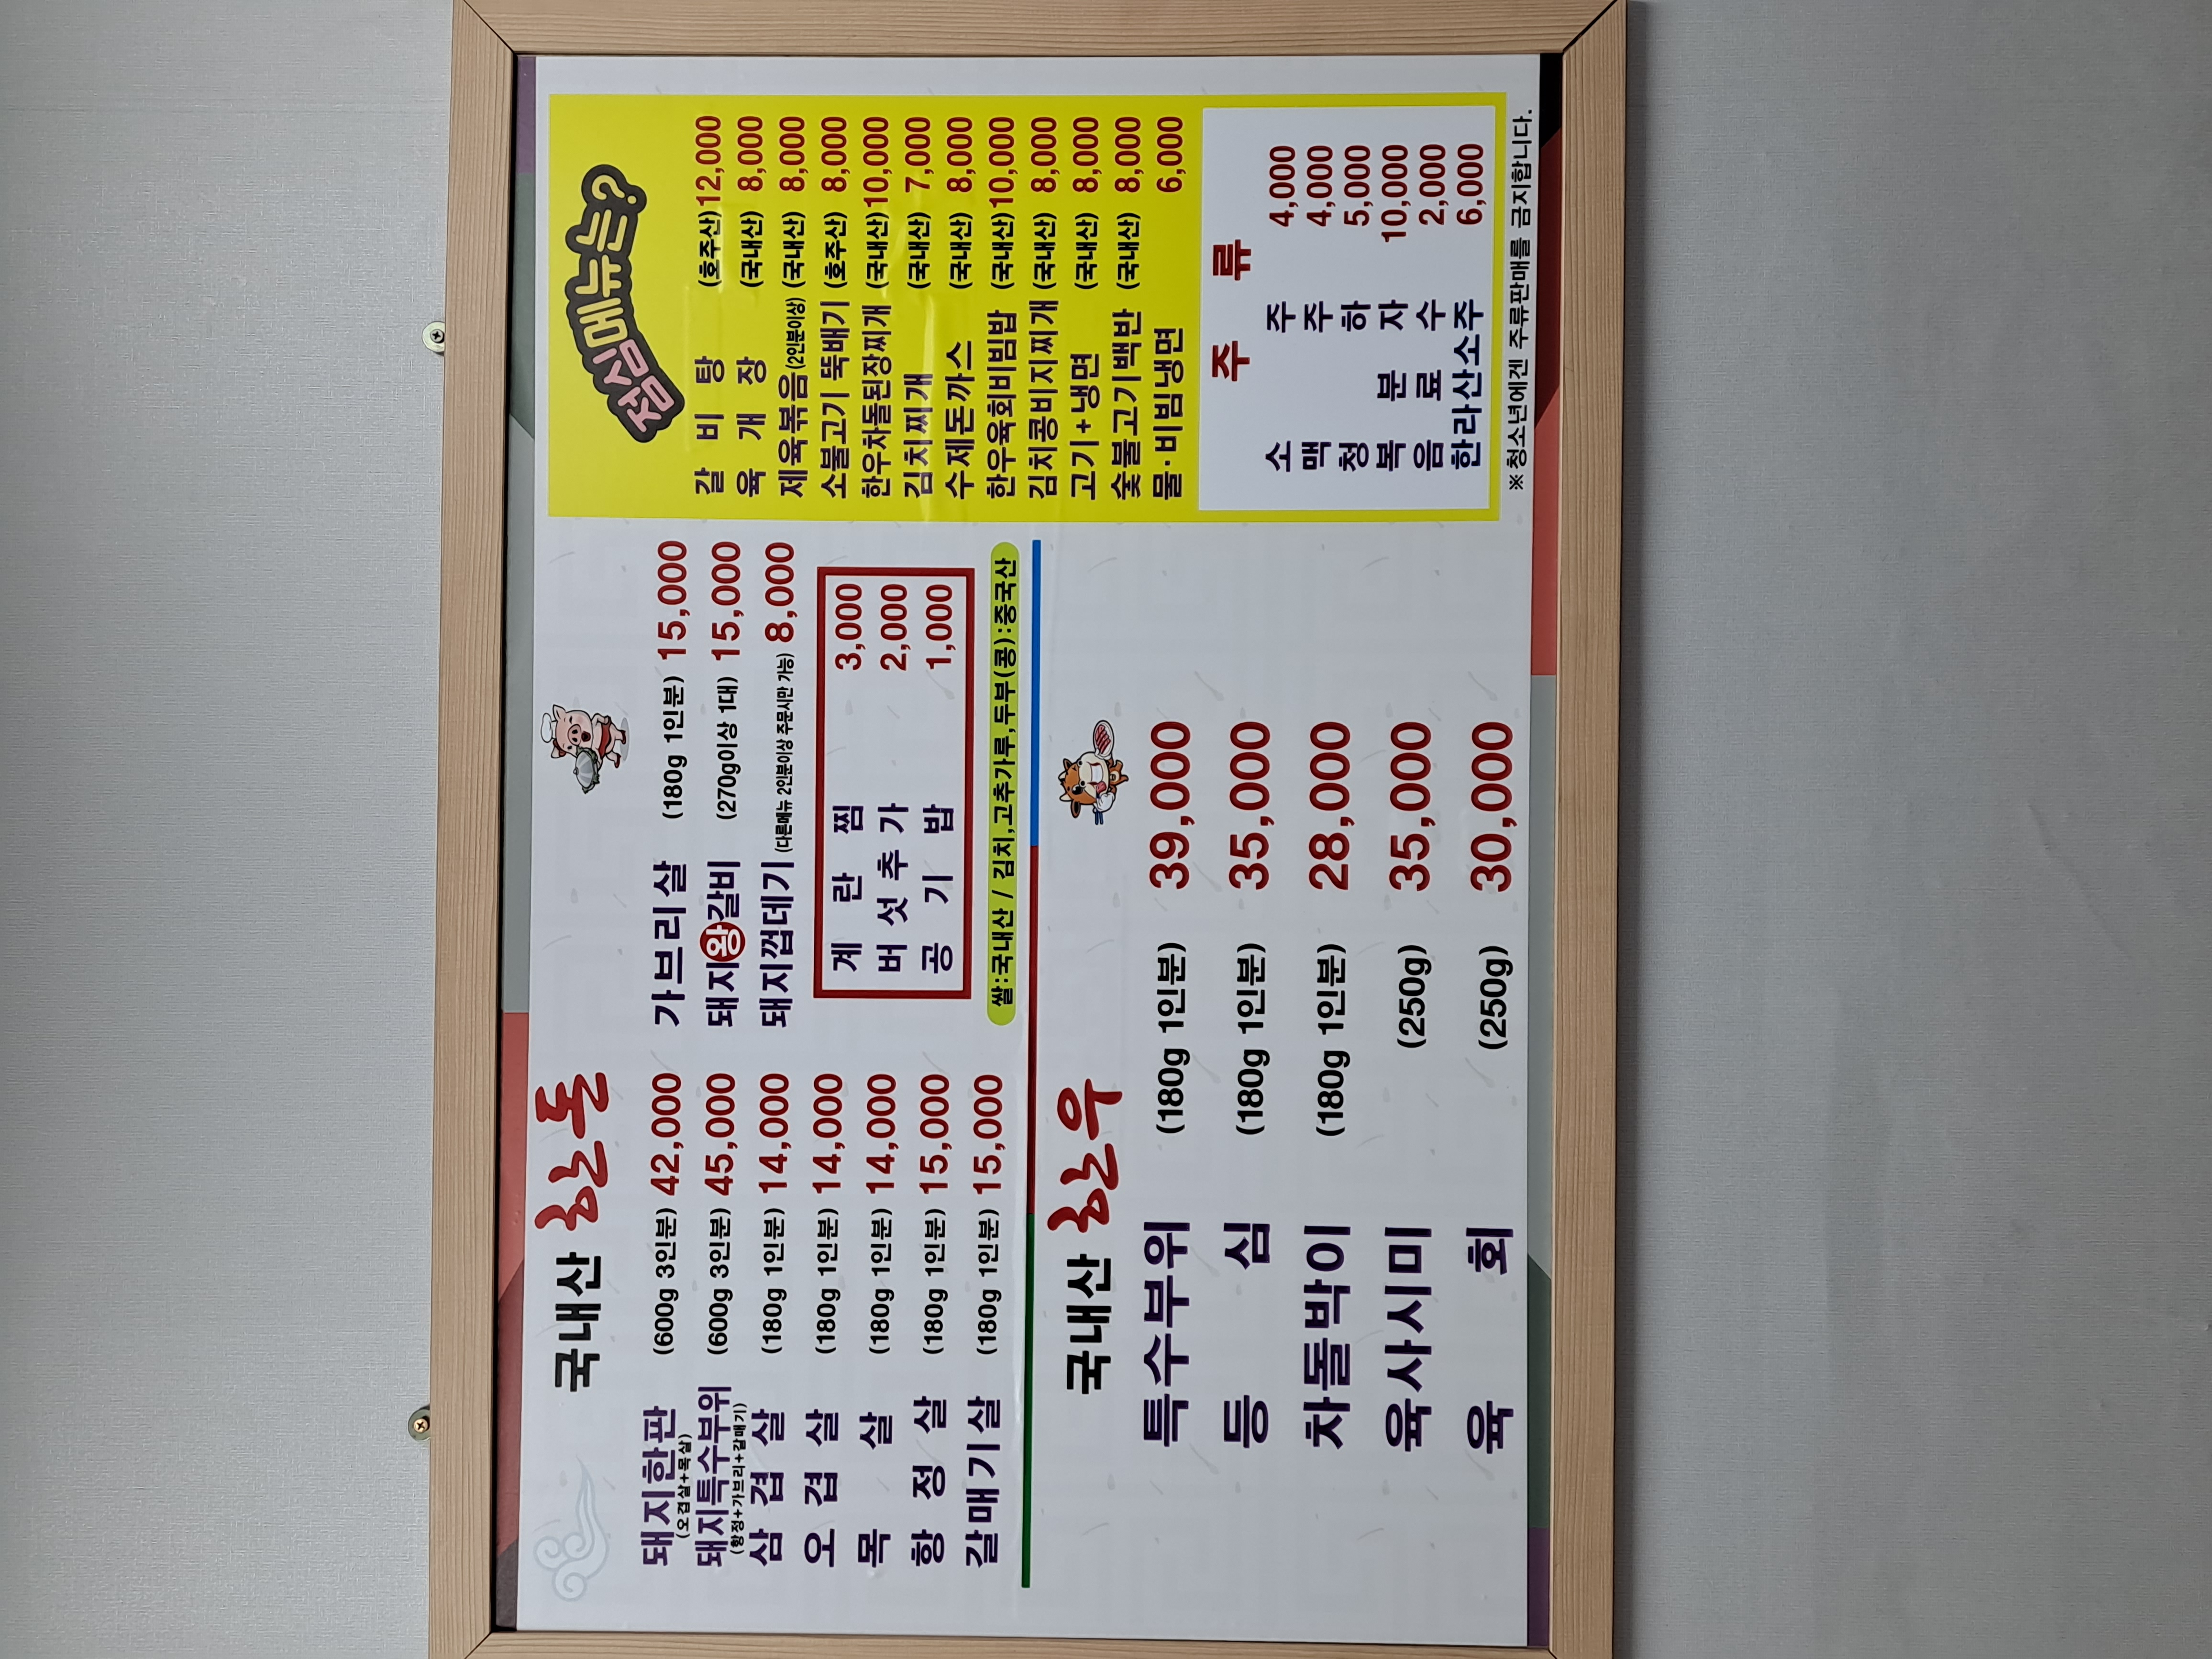 국내산 한돈
돼지한판 (600g 3인분) 42,000
(오겹살+목살)
돼지특수부위 (600g 3인분) 45,000
(항정+가브리+갈매기)
삼겹살 (180g 1인분) 14,000
오겹살 (180g 1인분) 14,000
목살 (180g 1인분) 14,000
항정살 (180g 1인분) 15,000
갈매기살 (180g 1인분) 15,000
가브리살 (180g 1인분) 15,000
돼지왕갈비 (270g이상 1대) 15,000
돼지껍데기 (다른메뉴 2인분이상 주문시만 가능) 8,000
계란찜 3,000
버섯추가 2,000
공기밥 1,000
쌀:국내산 / 김치,고추가루,두부(콩):중국산
국내산 한우
특수부위 (180g 1인분) 39,000
등심 (180g 1인분) 35,000
차돌박이 (180g 1인분) 28,000
육사시미 (250g) 35,000
육회 (250g) 30,000
점심메뉴는?
갈비탕 (호주산) 12,000
육개장 (국내산) 8,000
제육볶음(2인분이상) (국내산) 8,000
소불고기 뚝배기 (호주산) 8,000
한우차돌된장찌개 (국내산) 10,000
김치찌개 (국내산) 7,000
수제돈까스 (국내산) 8,000
한우육회비빔밥 (국내산) 10,000
김치콩비지찌개 (국내산) 8,000
고기+냉면 (국내산) 8,000
숯불고기백반 (국내산) 8,000
물·비빔냉면 6,000
주류
소주 4,000
맥주 4,000
청하 5,000
복분자 10,000
음료수 2,000
한라산소주 6,000
※청소년에겐 주류판매를 금지합니다.